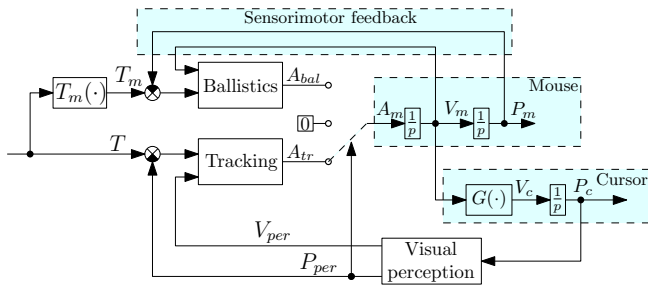 Sensorimotor feedback
T_m(·)
T_m
Ballistics
A_bal
0
T
Tracking
A_tr
Mouse
A_m
1/p
V_m
1/p
P_m
Cursor
G(·)
V_c
1/p
P_c
V_per
P_per
Visual
perception